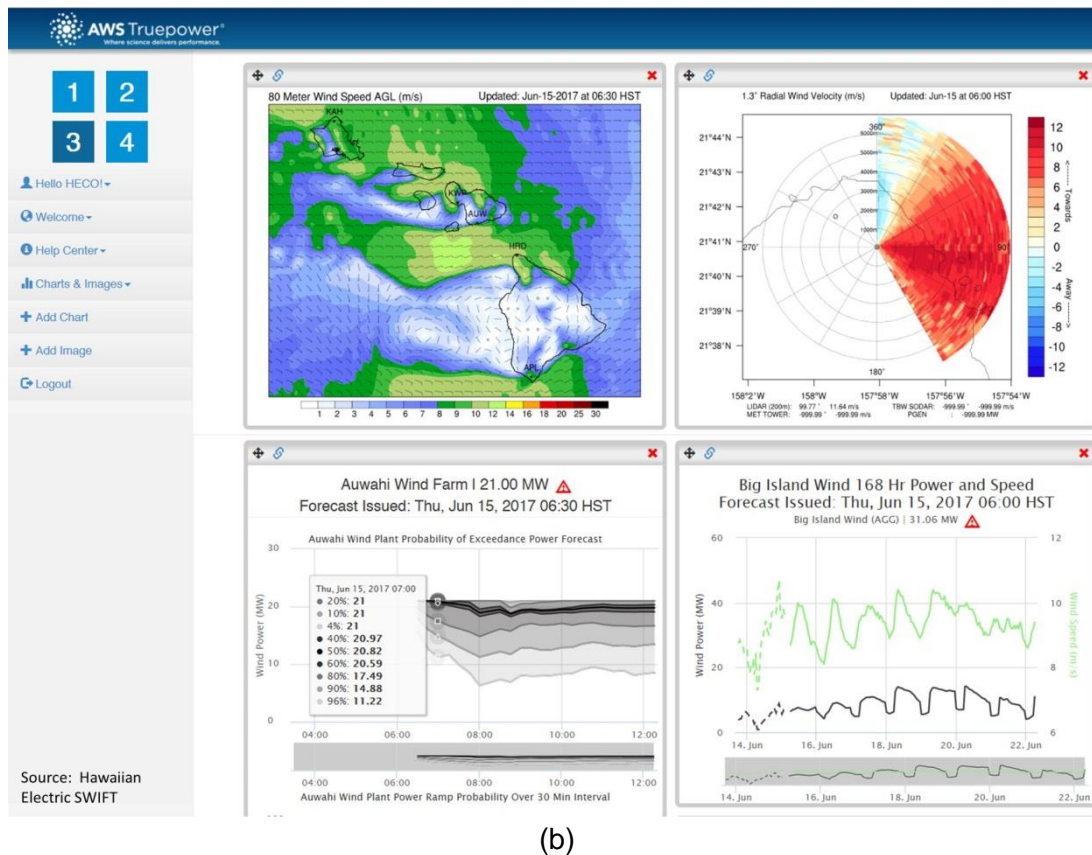 AWS Truepower®
Where science delivers performance.
1 2
3 4
Hello HECO!
Welcome
Help Center
Charts & Images
Add Chart
Add Image
Logout
Source: Hawaiian
Electric SWIFT
80 Meter Wind Speed AGL (m/s) Updated: Jun-15-2017 at 06:30 HST
KAH
KWP
AUW
HRD
APL
1 2 3 4 5 6 7 8 9 10 12 14 16 18 20 25 30
1.3° Radial Wind Velocity (m/s) Updated: Jun-15 at 06:00 HST
360°
6000m
5000m
4000m
3000m
2000m
1000m
270°
90°
180°
21°44'N
21°43'N
21°42'N
21°41'N
21°40'N
21°39'N
21°38'N
158°2'W 158°W 157°58'W 157°56'W 157°54'W
LIDAR (200m): 99.77° 11.64 m/s TBW SODAR: -999.99° -999.99 m/s
MET TOWER: -999.99° -999.99 m/s PGEN : -999.99 MW
12
10
8
6
4
2
0
-2
-4
-6
-8
-10
-12
<------ Towards
Away ------>
Auwahi Wind Farm | 21.00 MW
Forecast Issued: Thu, Jun 15, 2017 06:30 HST
Auwahi Wind Plant Probability of Exceedance Power Forecast
Wind Power (MW)
30
20
10
0
Thu, Jun 15, 2017 07:00
20%: 21
10%: 21
4%: 21
40%: 20.97
50%: 20.82
60%: 20.59
80%: 17.49
90%: 14.88
96%: 11.22
04:00 06:00 08:00 10:00 12:00
04:00 06:00 08:00 10:00 12:00
Auwahi Wind Plant Power Ramp Probability Over 30 Min Interval
Big Island Wind 168 Hr Power and Speed
Forecast Issued: Thu, Jun 15, 2017 06:00 HST
Big Island Wind (AGG) | 31.06 MW
Wind Power (MW)
60
40
20
0
12
10
8
6
Wind Speed (m/s)
14. Jun 16. Jun 18. Jun 20. Jun 22. Jun
14. Jun 16. Jun 18. Jun 20. Jun 22. Jun
(b)